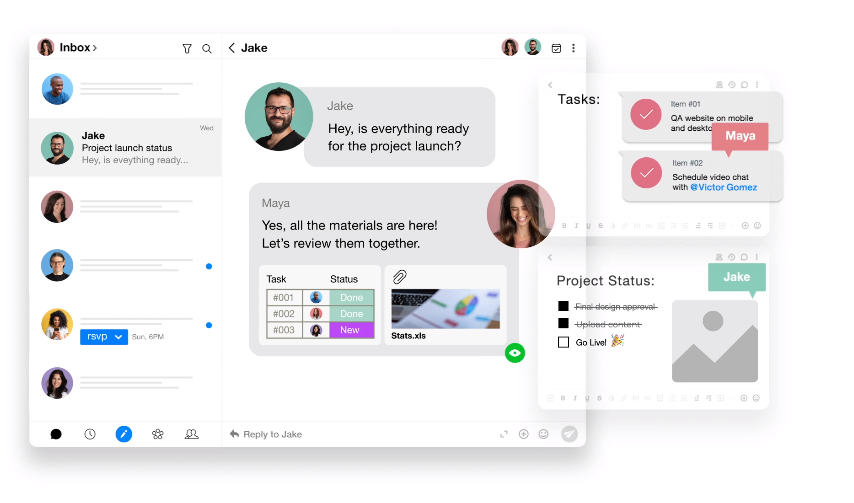 Inbox
Wed
Jake
Project launch status
Hey, is eveything ready...
rsvp
Sun, 6PM
Jake
Jake
Hey, is everything ready
for the project launch?
Maya
Yes, all the materials are here!
Let's review them together.
Task Status
#001 Done
#002 Done
#003 New
Stats.xls
Reply to Jake
Tasks:
Item #01
QA website on mobile
and
Maya
Item #02
Schedule video chat
with @Victor Gomez
Project Status:
Jake
Final design approval
Upload content
Go Live!